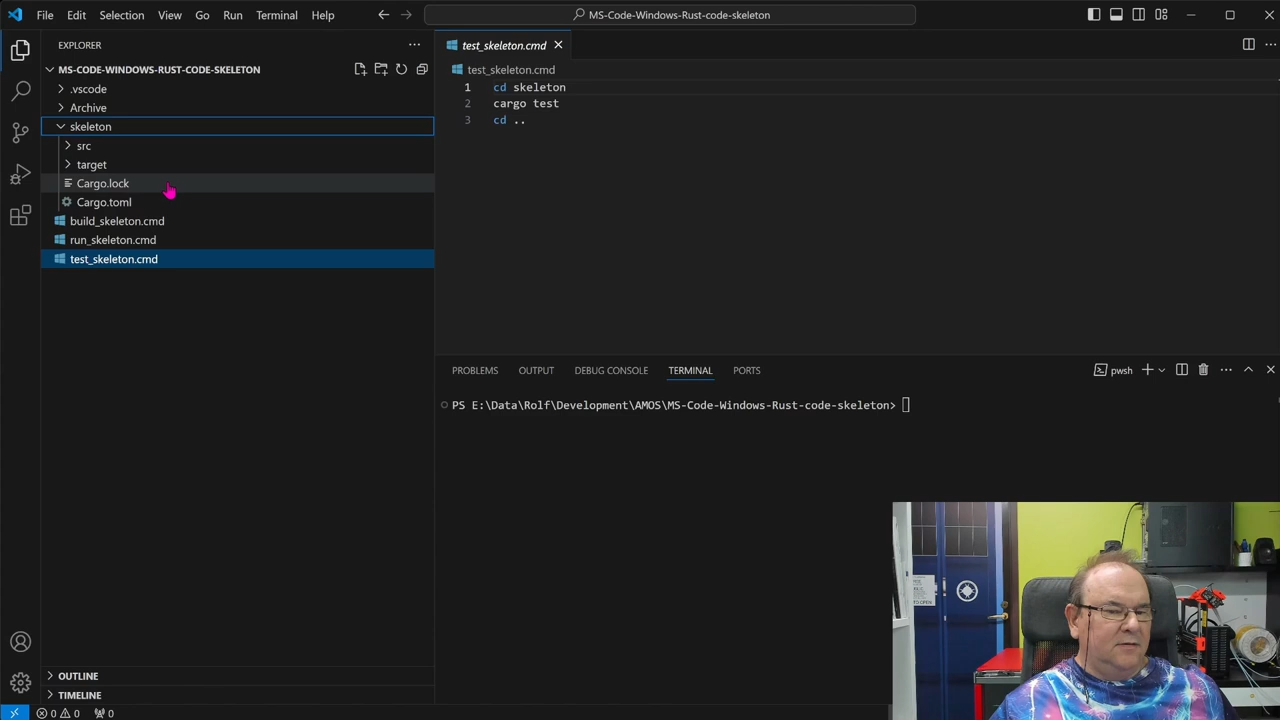 File Edit Selection View Go Run Terminal Help
MS-Code-Windows-Rust-code-skeleton
EXPLORER
MS-CODE-WINDOWS-RUST-CODE-SKELETON
.vscode
Archive
skeleton
src
target
Cargo.lock
Cargo.toml
build_skeleton.cmd
run_skeleton.cmd
test_skeleton.cmd
OUTLINE
TIMELINE
test_skeleton.cmd
test_skeleton.cmd
1 cd skeleton
2 cargo test
3 cd ..
PROBLEMS OUTPUT DEBUG CONSOLE TERMINAL PORTS
pwsh
PS E:\Data\Rolf\Development\AMOS\MS-Code-Windows-Rust-code-skeleton>
0 0 0